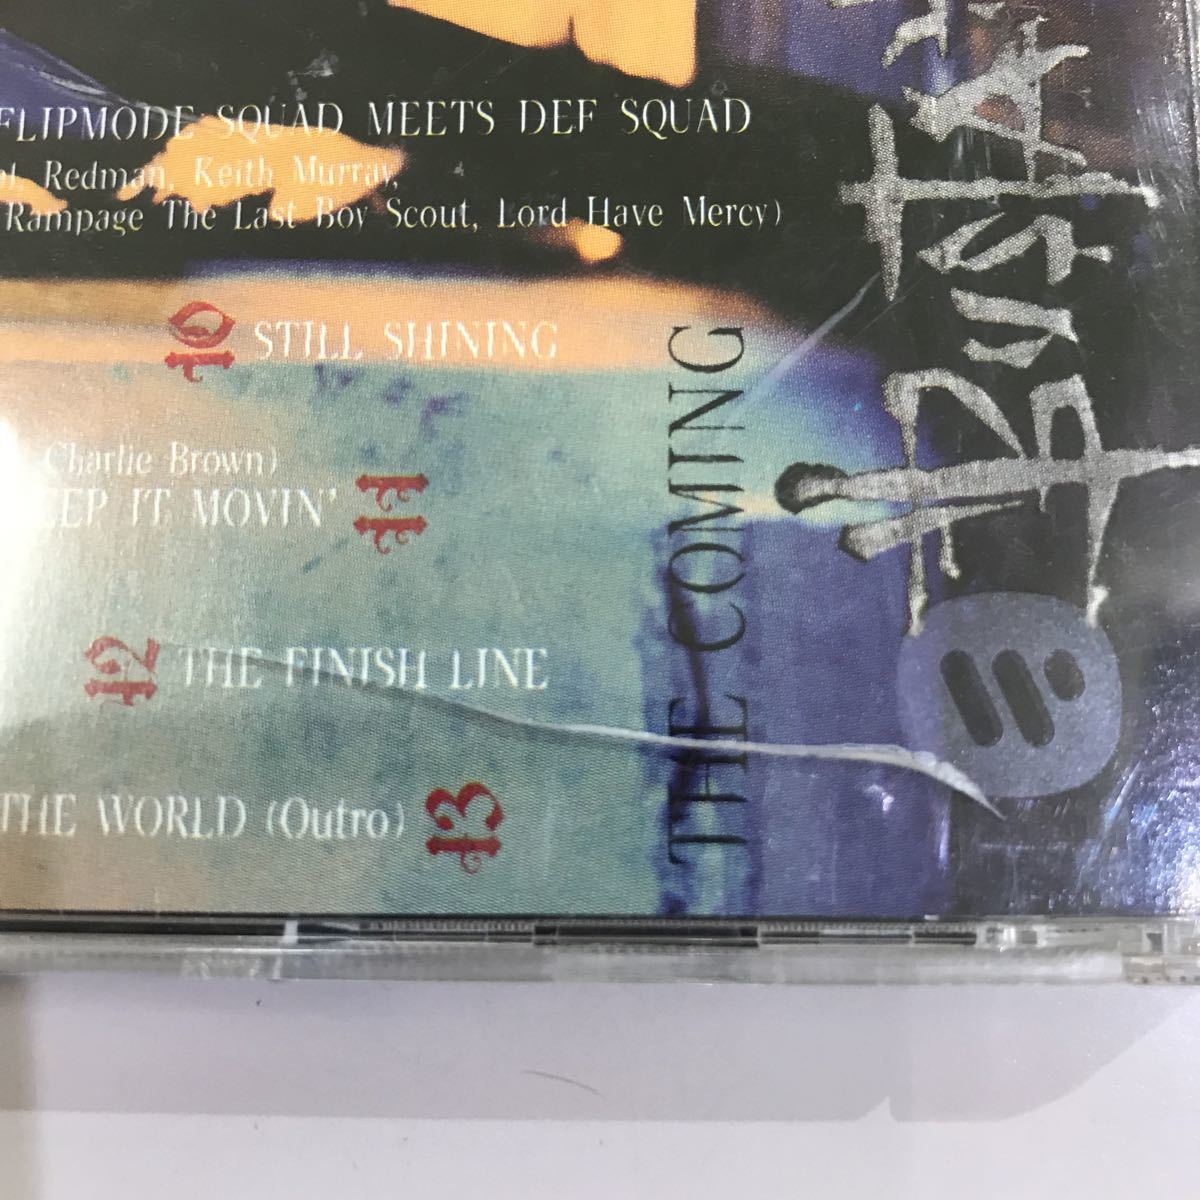 FLIPMODE SQUAD MEETS DEF SQUAD
Redman, Keith Murray,
Rampage The Last Boy Scout, Lord Have Mercy)
10 STILL SHINING
Charlie Brown)
EEP IT MOVIN' 11
12 THE FINISH LINE
THE WORLD (Outro) 13
THE COMING
BUSTA